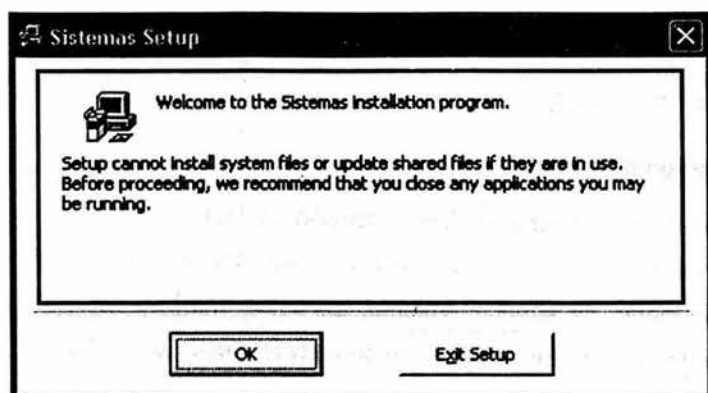 Sistemas Setup
Welcome to the Sistemas installation program.
Setup cannot install system files or update shared files if they are in use.
Before proceeding, we recommend that you close any applications you may
be running.
OK
Exit Setup